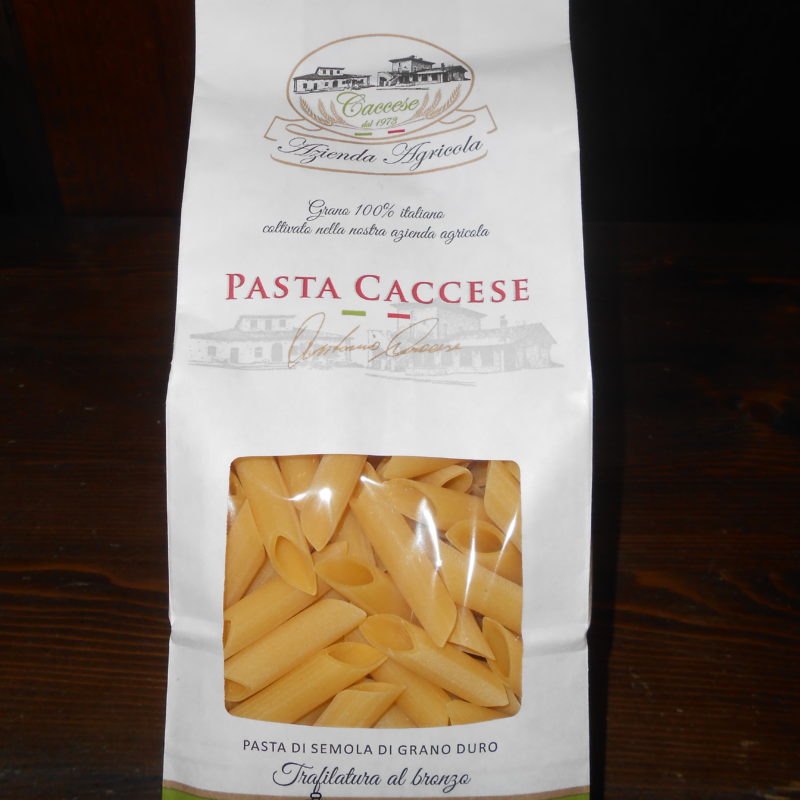 Caccese
dal 1973
Azienda Agricola
Grano 100% italiano
coltivato nella nostra azienda agricola
PASTA CACCESE
PASTA DI SEMOLA DI GRANO DURO
Trafilatura al bronzo